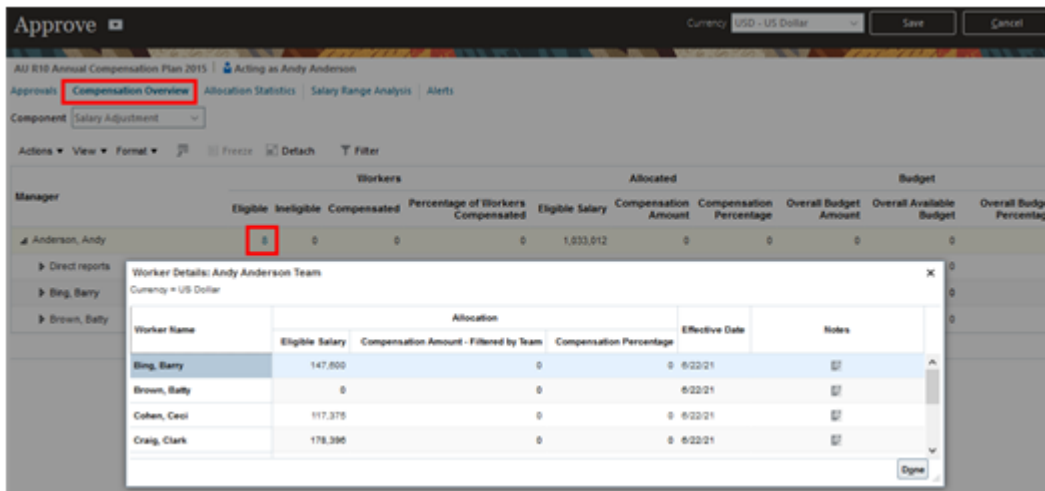 Approve
Currency USD - US Dollar Save Cancel
AU R10 Annual Compensation Plan 2015 Acting as Andy Anderson
Approvals Compensation Overview Allocation Statistics Salary Range Analysis Alerts
Component Salary Adjustment
Actions View Format Freeze Detach Filter
Manager Workers Allocated Budget
Eligible Ineligible Compensated Percentage of Workers Compensated Eligible Salary Compensation Amount Compensation Percentage Overall Budget Amount Overall Available Budget Overall
Anderson, Andy 8 0 0 0 1,033,012 0 0 0 0
Direct reports 0
Bing, Barry 0
Brown, Batty 0
Worker Details: Andy Anderson Team
Currency = US Dollar
Worker Name Allocation Effective Date Notes
Eligible Salary Compensation Amount - Filtered by Team Compensation Percentage
Bing, Barry 147,600 0 0 6/22/21
Brown, Batty 0 0 6/22/21
Cohen, Ceci 117,375 0 0 6/22/21
Craig, Clark 178,396 0 0 6/22/21
Done